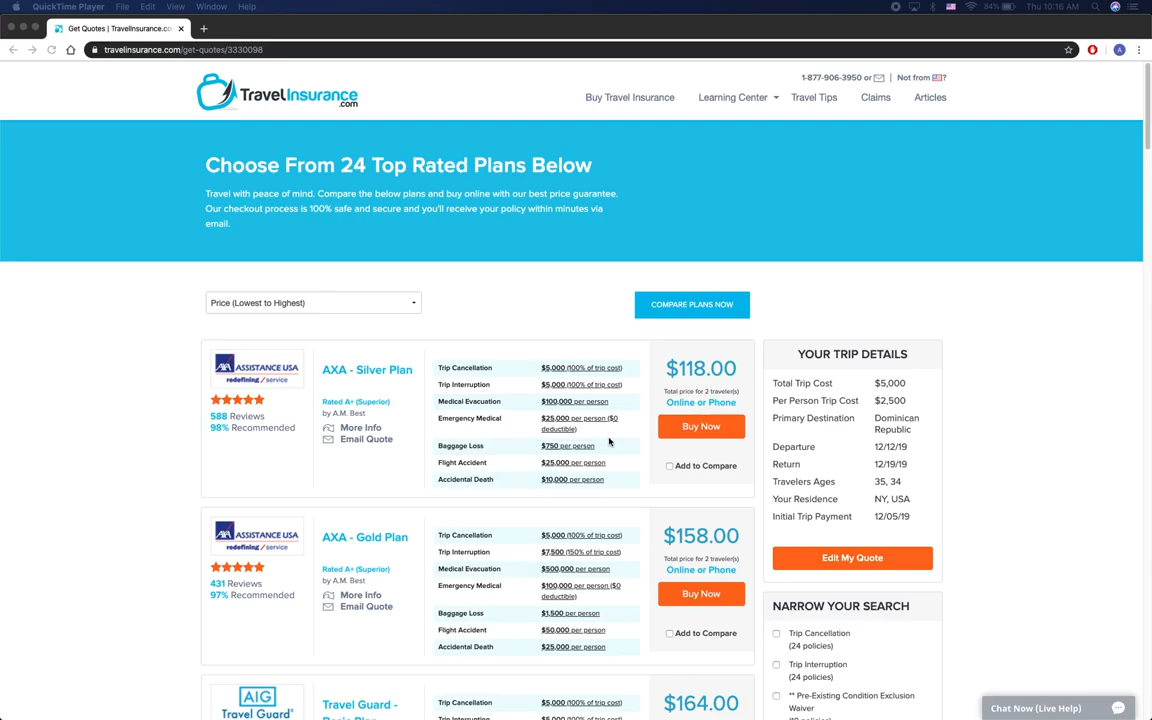 QuickTime Player File Edit View Window Help
84% Thu 10:16 AM
Get Quotes | TravelInsurance.co
travelinsurance.com/get-quotes/3330098
A
1-877-906-3950 or | Not from ?
TravelInsurance
.com
Buy Travel Insurance Learning Center Travel Tips Claims Articles
Choose From 24 Top Rated Plans Below
Travel with peace of mind. Compare the below plans and buy online with our best price guarantee.
Our checkout process is 100% safe and secure and you'll receive your policy within minutes via
email.
Price (Lowest to Highest)
COMPARE PLANS NOW
AXA ASSISTANCE USA
redefining / service
588 Reviews
98% Recommended
AXA - Silver Plan
Rated A+ (Superior)
by A.M. Best
More Info
Email Quote
Trip Cancellation $5,000 (100% of trip cost)
Trip Interruption $5,000 (100% of trip cost)
Medical Evacuation $100,000 per person
Emergency Medical $25,000 per person ($0
deductible)
Baggage Loss $750 per person
Flight Accident $25,000 per person
Accidental Death $10,000 per person
$118.00
Total price for 2 traveler(s)
Online or Phone
Buy Now
Add to Compare
AXA ASSISTANCE USA
redefining / service
431 Reviews
97% Recommended
AXA - Gold Plan
Rated A+ (Superior)
by A.M. Best
More Info
Email Quote
Trip Cancellation $5,000 (100% of trip cost)
Trip Interruption $7,500 (150% of trip cost)
Medical Evacuation $500,000 per person
Emergency Medical $100,000 per person ($0
deductible)
Baggage Loss $1,500 per person
Flight Accident $50,000 per person
Accidental Death $25,000 per person
$158.00
Total price for 2 traveler(s)
Online or Phone
Buy Now
Add to Compare
AIG
Travel Guard
Travel Guard -
Trip Cancellation $5,000 (100% of trip cost)
$164.00
YOUR TRIP DETAILS
Total Trip Cost $5,000
Per Person Trip Cost $2,500
Primary Destination Dominican
Republic
Departure 12/12/19
Return 12/19/19
Travelers Ages 35, 34
Your Residence NY, USA
Initial Trip Payment 12/05/19
Edit My Quote
NARROW YOUR SEARCH
Trip Cancellation
(24 policies)
Trip Interruption
(24 policies)
** Pre-Existing Condition Exclusion
Waiver
Chat Now (Live Help)